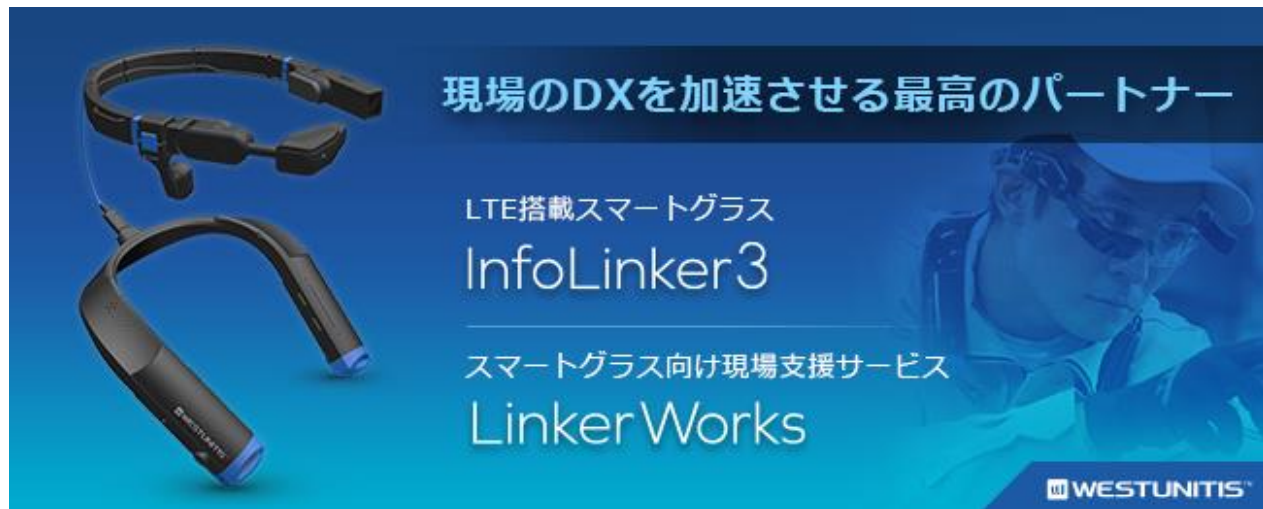 現場のDXを加速させる最高のパートナー
LTE搭載スマートグラス
InfoLinker3
スマートグラス向け現場支援サービス
LinkerWorks
WESTUNITIS
WESTUNITIS™